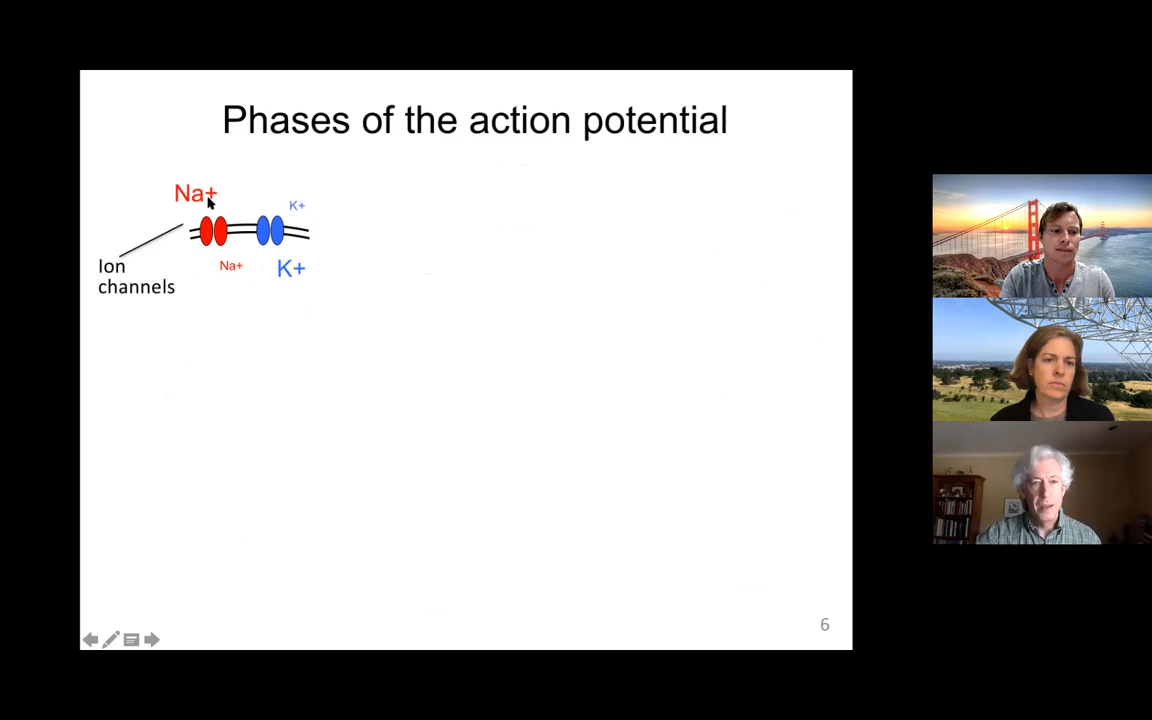 Phases of the action potential
Na+
K+
Ion
channels
Na+
K+
6